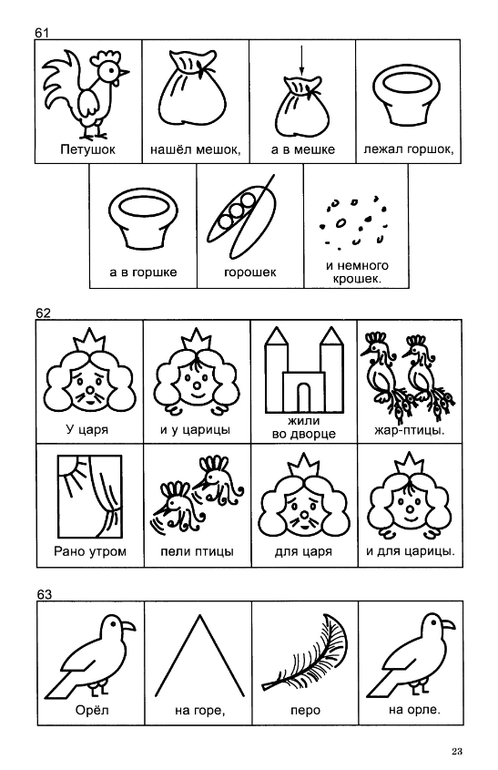 61
Петушок
нашёл мешок,
а в мешке
лежал горшок,
а в горшке
горошек
и немного
крошек.
62
У царя
и у царицы
жили
во дворце
жар-птицы.
Рано утром
пели птицы
для царя
и для царицы.
63
Орёл
на горе,
перо
на орле.
23